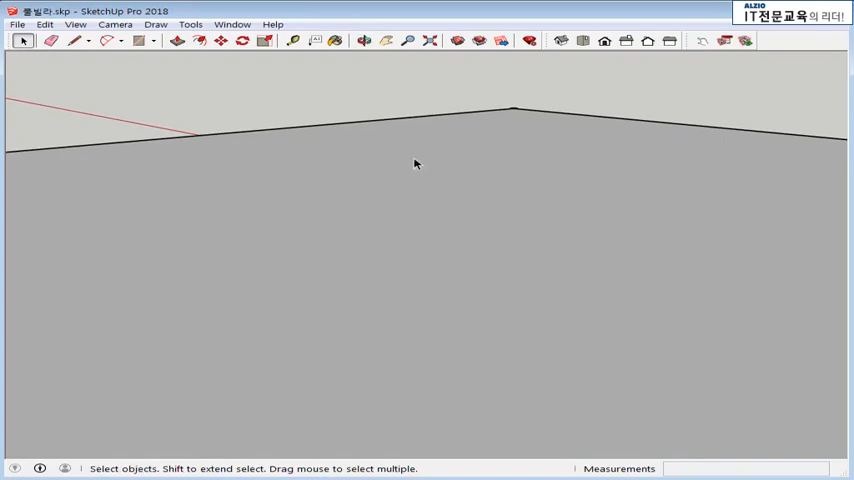 풀빌라.skp - SketchUp Pro 2018
ALZIO
IT전문교육의 리더!
File Edit View Camera Draw Tools Window Help
Select objects. Shift to extend select. Drag mouse to select multiple.
Measurements